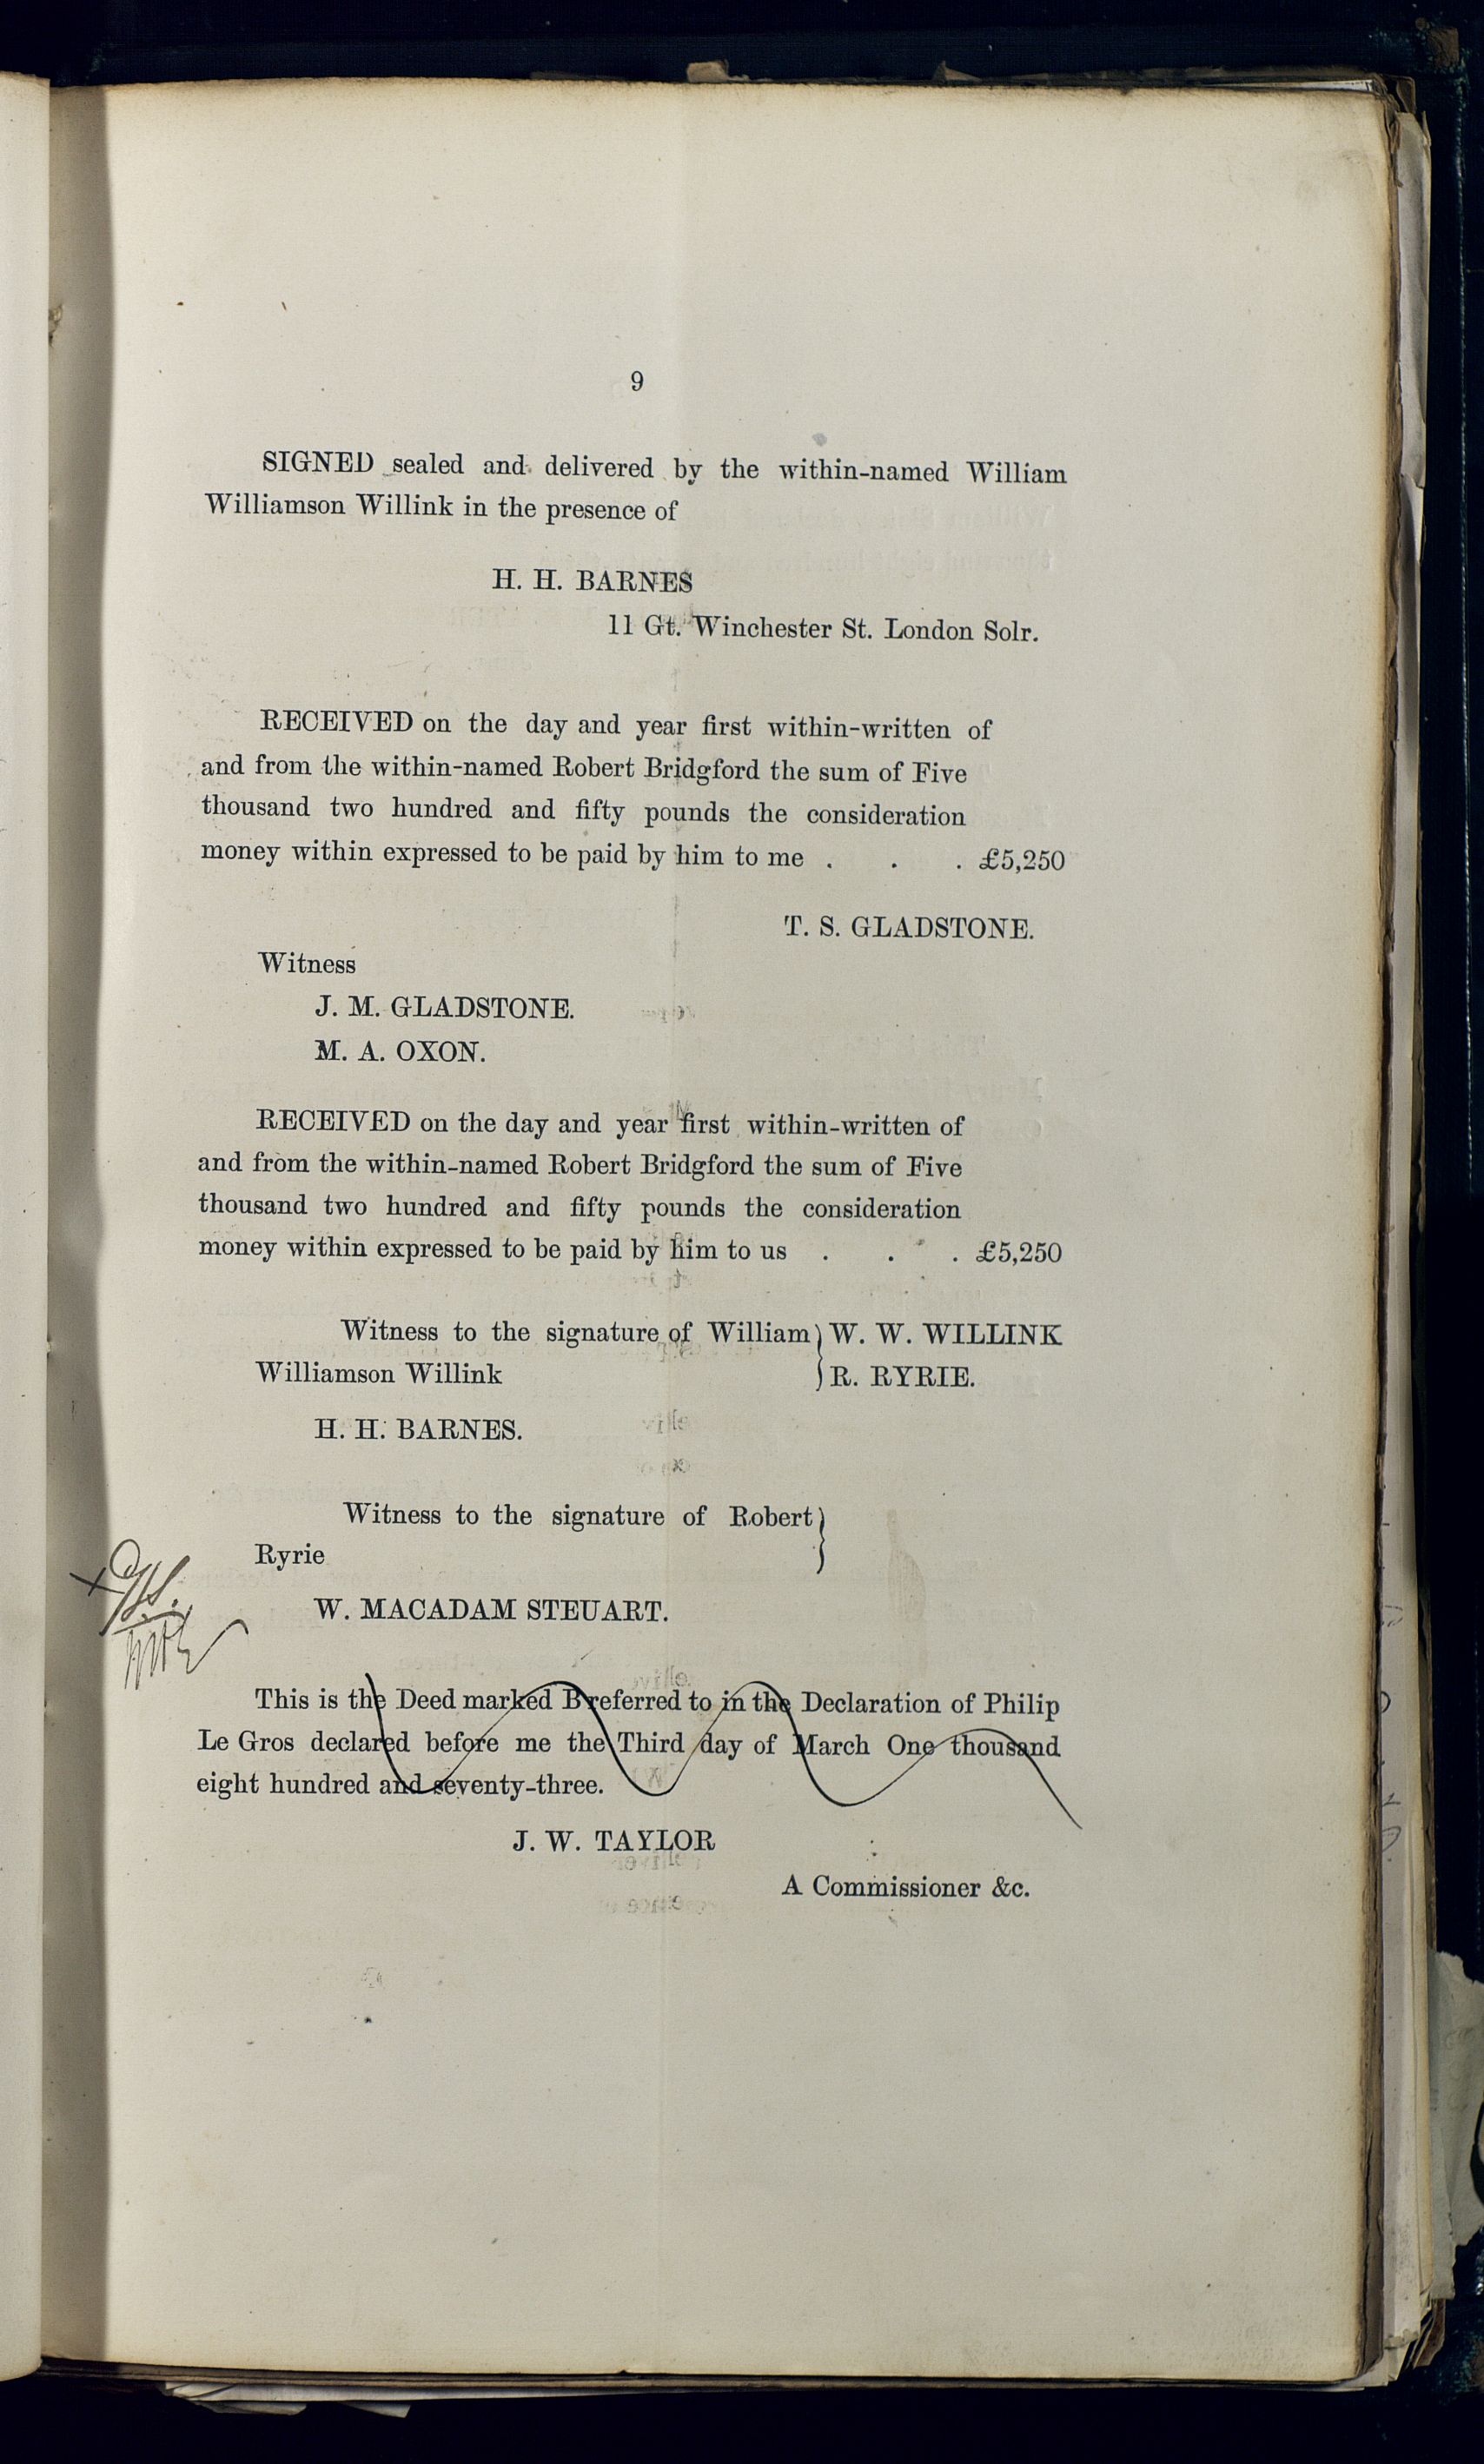 9
SIGNED sealed and delivered by the within-named William
Williamson Willink in the presence of
H. H. BARNES
11 Gt. Winchester St. London Solr.
RECEIVED on the day and year first within-written of
and from the within-named Robert Bridgford the sum of Five
thousand two hundred and fifty pounds the consideration
money within expressed to be paid by him to me . . . £5,250
T. S. GLADSTONE.
Witness
J. M. GLADSTONE.
M. A. OXON.
RECEIVED on the day and year first within-written of
and from the within-named Robert Bridgford the sum of Five
thousand two hundred and fifty pounds the consideration
money within expressed to be paid by him to us . . . £5,250
Witness to the signature of William } W. W. WILLINK
Williamson Willink } R. RYRIE.
H. H. BARNES.
Witness to the signature of Robert }
Ryrie
W. MACADAM STEUART.
This is the Deed marked B referred to in the Declaration of Philip
Le Gros declared before me the Third day of March One thousand
eight hundred and seventy-three.
J. W. TAYLOR
A Commissioner &c.